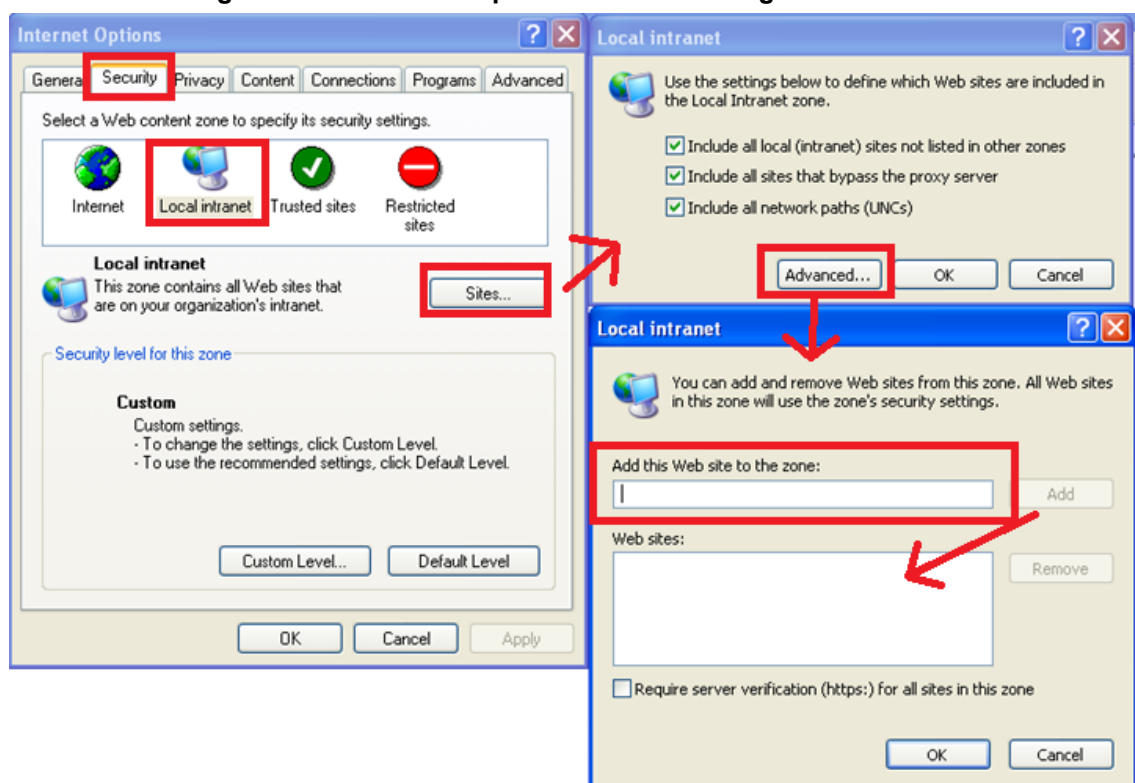 Internet Options
General Security Privacy Content Connections Programs Advanced
Select a Web content zone to specify its security settings.
Internet Local intranet Trusted sites Restricted
sites
Local intranet
This zone contains all Web sites that
are on your organization's intranet.
Sites...
Security level for this zone
Custom
Custom settings.
- To change the settings, click Custom Level.
- To use the recommended settings, click Default Level.
Custom Level... Default Level
OK Cancel Apply
Local intranet
Use the settings below to define which Web sites are included in
the Local Intranet zone.
Include all local (intranet) sites not listed in other zones
Include all sites that bypass the proxy server
Include all network paths (UNCs)
Advanced... OK Cancel
Local intranet
You can add and remove Web sites from this zone. All Web sites
in this zone will use the zone's security settings.
Add this Web site to the zone:
Add
Web sites:
Remove
Require server verification (https:) for all sites in this zone
OK Cancel